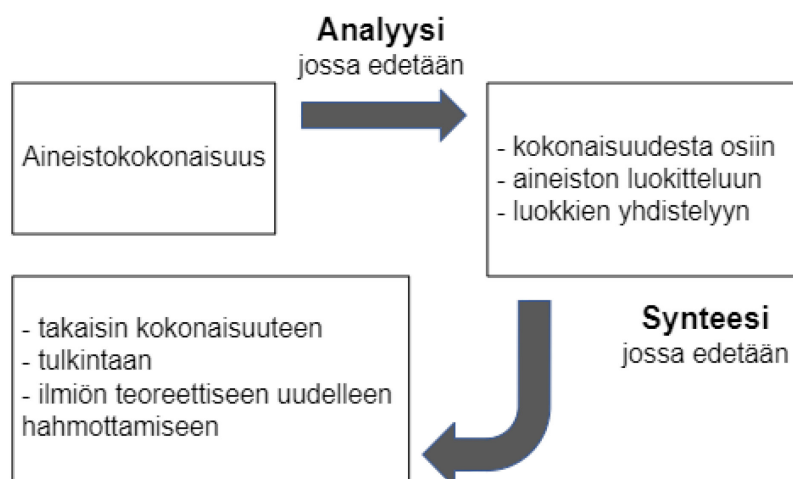 Analyysi
jossa edetään
Aineistokokonaisuus
- kokonaisuudesta osiin
- aineiston luokitteluun
- luokkien yhdistelyyn
Synteesi
jossa edetään
- takaisin kokonaisuuteen
- tulkintaan
- ilmiön teoreettiseen uudelleen
hahmottamiseen